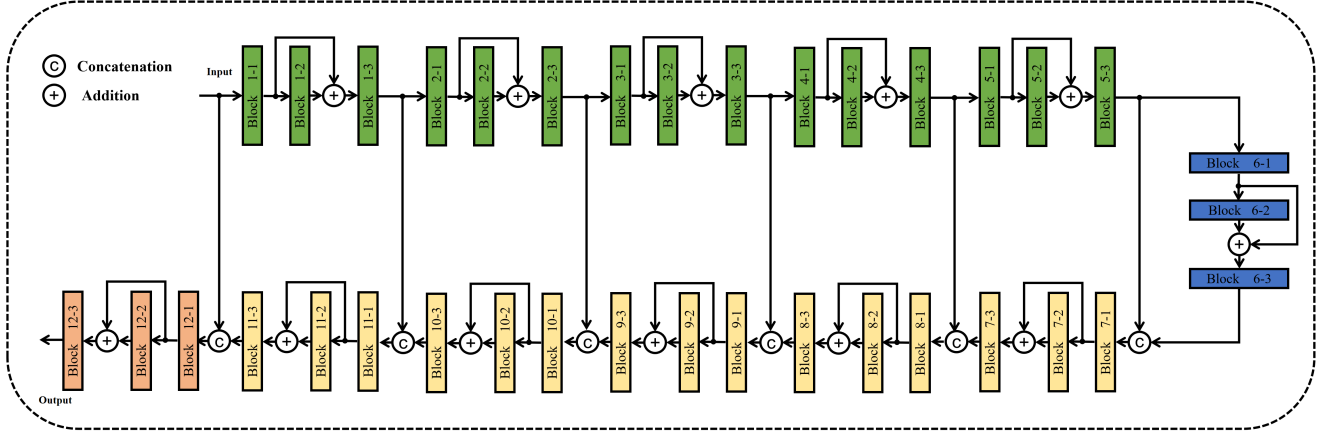 C Concatenation
+ Addition
Input
Block 1-1
Block 1-2
+
Block 1-3
Block 2-1
Block 2-2
+
Block 2-3
Block 3-1
Block 3-2
+
Block 3-3
Block 4-1
Block 4-2
+
Block 4-3
Block 5-1
Block 5-2
+
Block 5-3
Block 6-1
Block 6-2
+
Block 6-3
Block 12-3
+
Block 12-2
Block 12-1
C
Block 11-3
+
Block 11-2
Block 11-1
C
Block 10-3
+
Block 10-2
Block 10-1
C
Block 9-3
+
Block 9-2
Block 9-1
C
Block 8-3
+
Block 8-2
Block 8-1
C
Block 7-3
+
Block 7-2
Block 7-1
C
Output